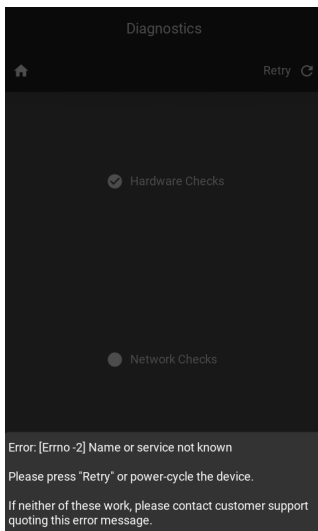 Diagnostics
Retry
Hardware Checks
Network Checks
Error: [Errno -2] Name or service not known
Please press "Retry" or power-cycle the device.
If neither of these work, please contact customer support
quoting this error message.